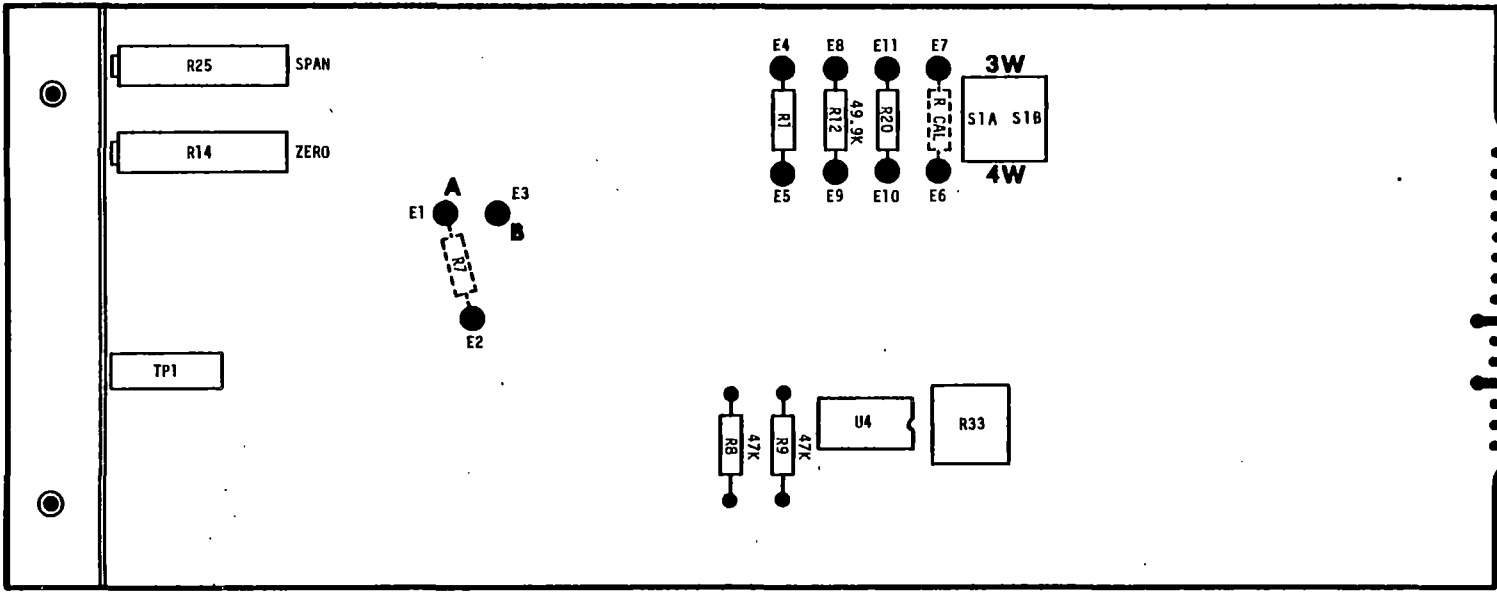 R25 SPAN
R14 ZERO
E4 E8 E11 E7
3W
R1
R12
49.9K
R20
R CAL
S1A S1B
4W
E5 E9 E10 E6
A
E1
E3
B
R7
E2
TP1
R8
47K
R9
47K
U4
R33